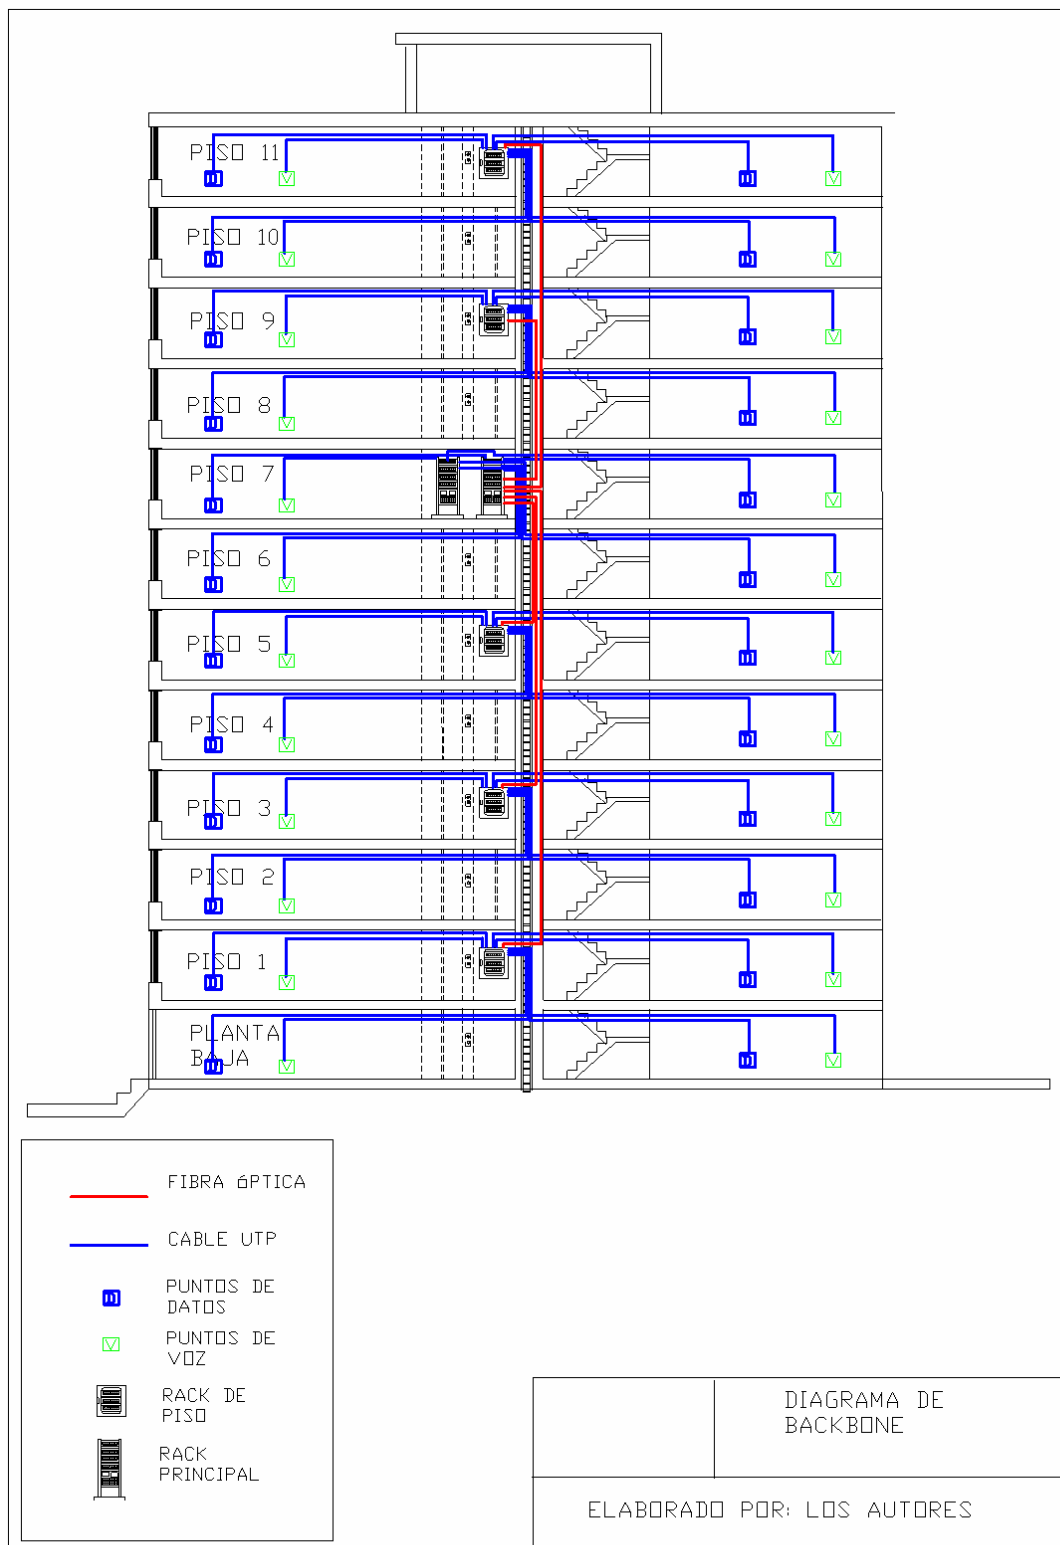 PISO 11
PISO 10
PISO 9
PISO 8
PISO 7
PISO 6
PISO 5
PISO 4
PISO 3
PISO 2
PISO 1
PLANTA
BAJA
FIBRA óPTICA
CABLE UTP
D
PUNTOS DE
DATOS
V
PUNTOS DE
VOZ
RACK DE
PISO
RACK
PRINCIPAL
DIAGRAMA DE
BACKBONE
ELABORADO POR: LOS AUTORES